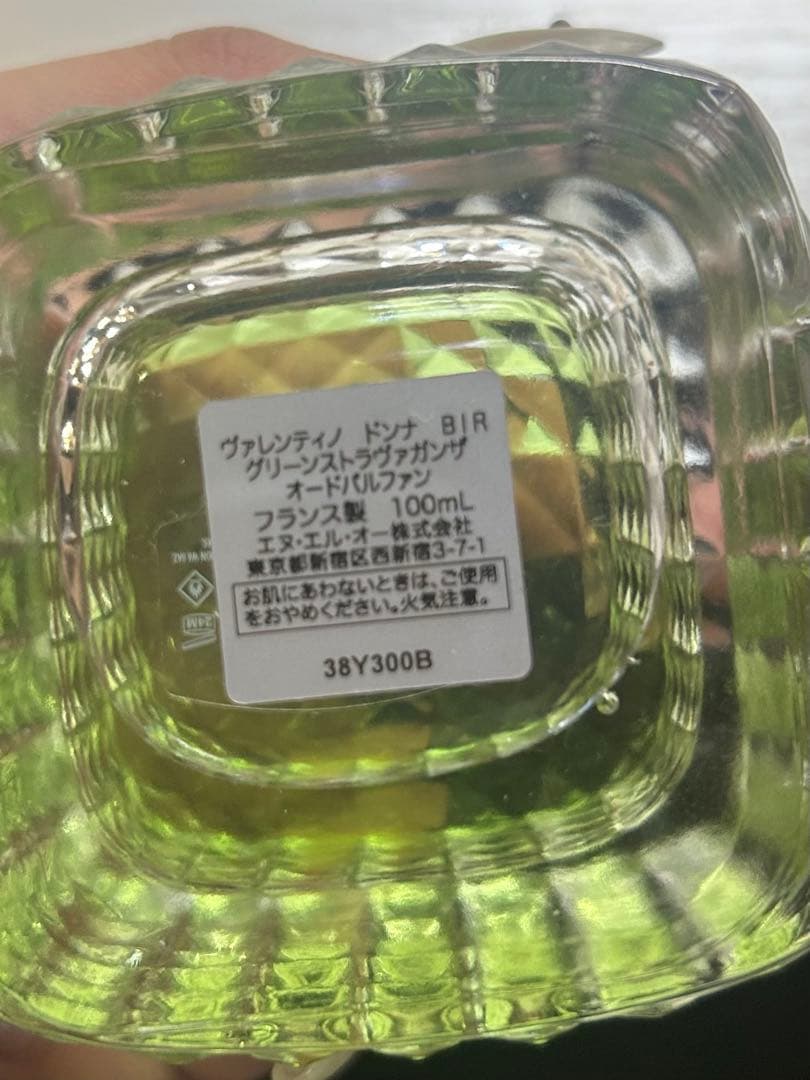 ヴァレンティノ ドンナ BIR
グリーンストラヴァガンザ
オードパルファン
フランス製 100mL
エヌ・エル・オー株式会社
東京都新宿区西新宿3-7-1
お肌にあわないときは、ご使用
をおやめください。火気注意。
38Y300B
24M